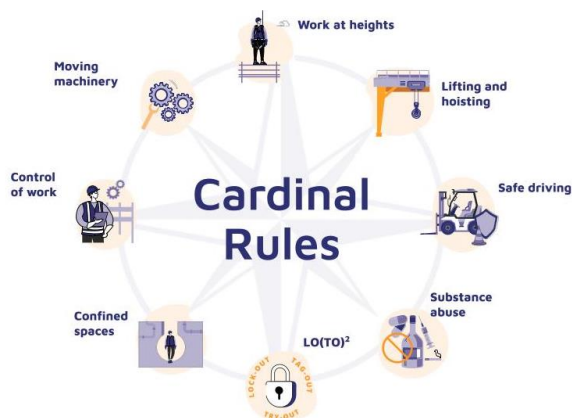 Work at heights
Moving
machinery
Lifting and
hoisting
Control
of work
Cardinal
Rules
Safe driving
Confined
spaces
Substance
abuse
LO(TO)²
LOCK-OUT
TAG-OUT
TRY-OUT